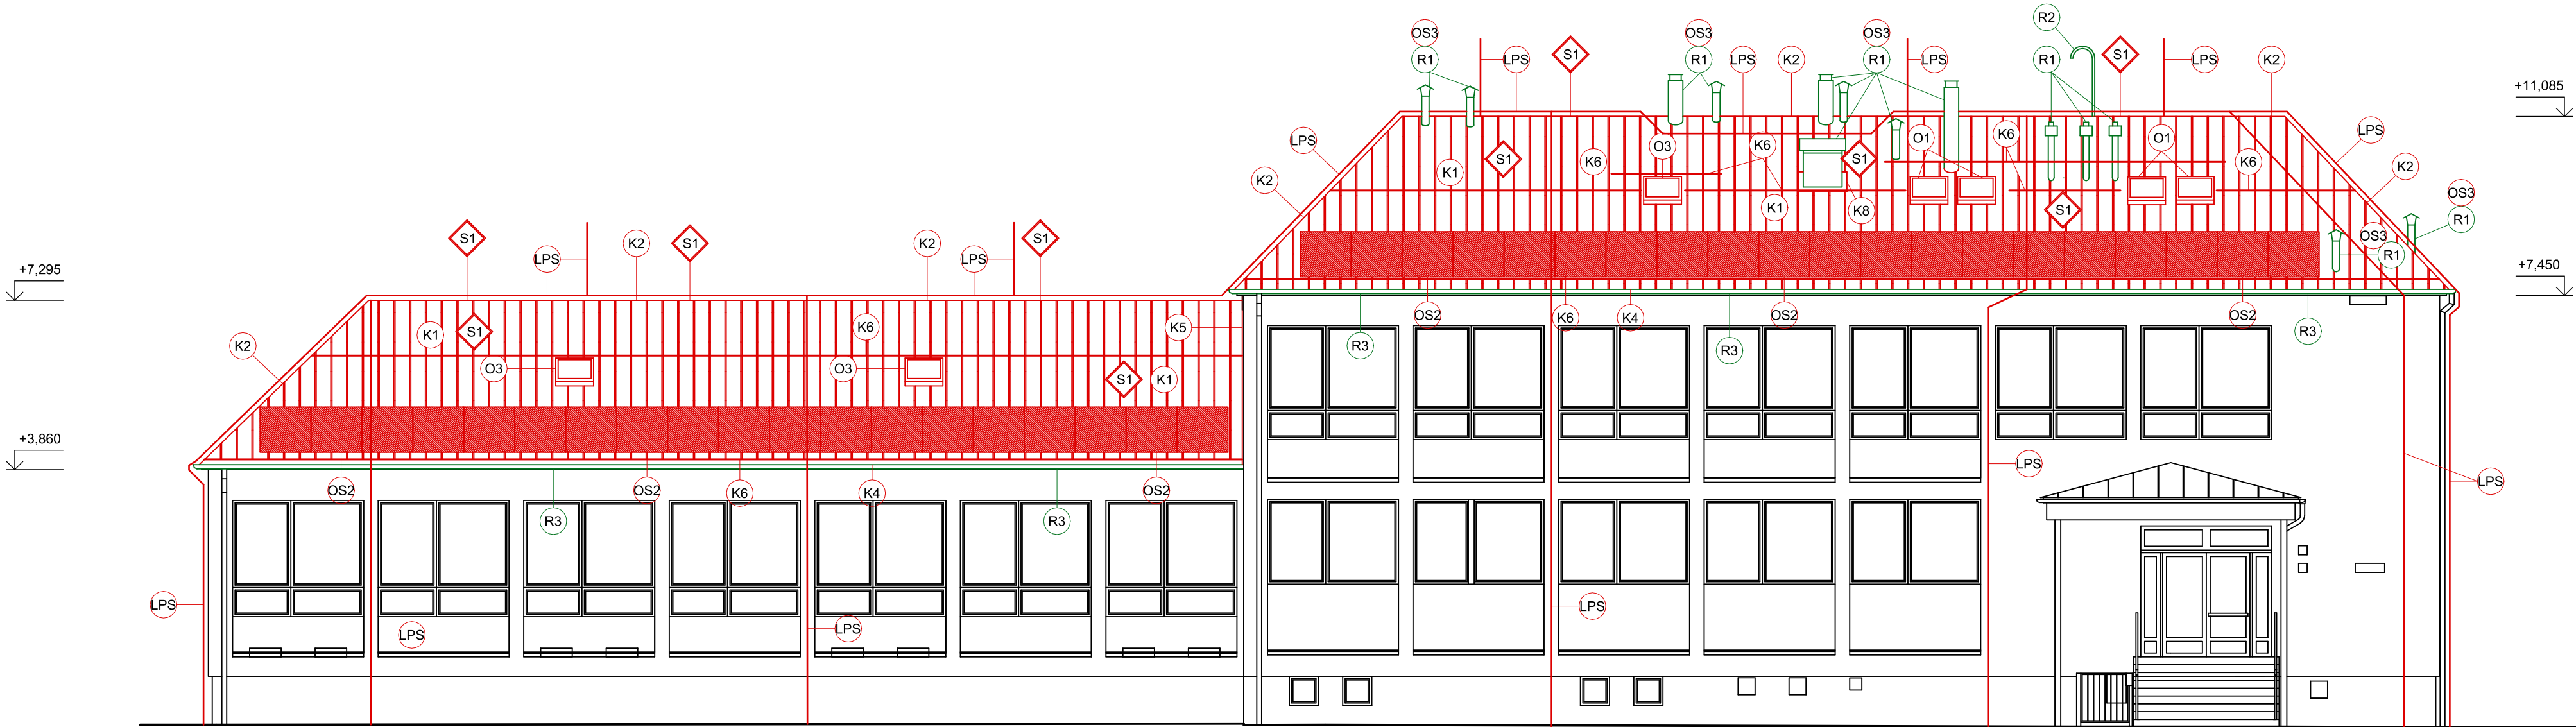 R2
OS3 OS3 OS3
R1 LPS S1 R1 LPS K2 R1 LPS R1 S1 LPS K2
+11,085
LPS K6 O3 K6 O1 K6 O1 LPS
K2 K1 S1 S1 K6 K2
K1 K8 S1 OS3
R1
S1 K2 S1 K2 S1 OS3
LPS LPS R1
+7,295 +7,450
K1 S1 K6 K5 OS2 K6 K4 OS2 OS2 R3
K2 R3 R3
O3 O3 S1 K1
+3,860
LPS
OS2 OS2 K6 K4 OS2 LPS
R3 R3
LPS LPS
LPS LPS